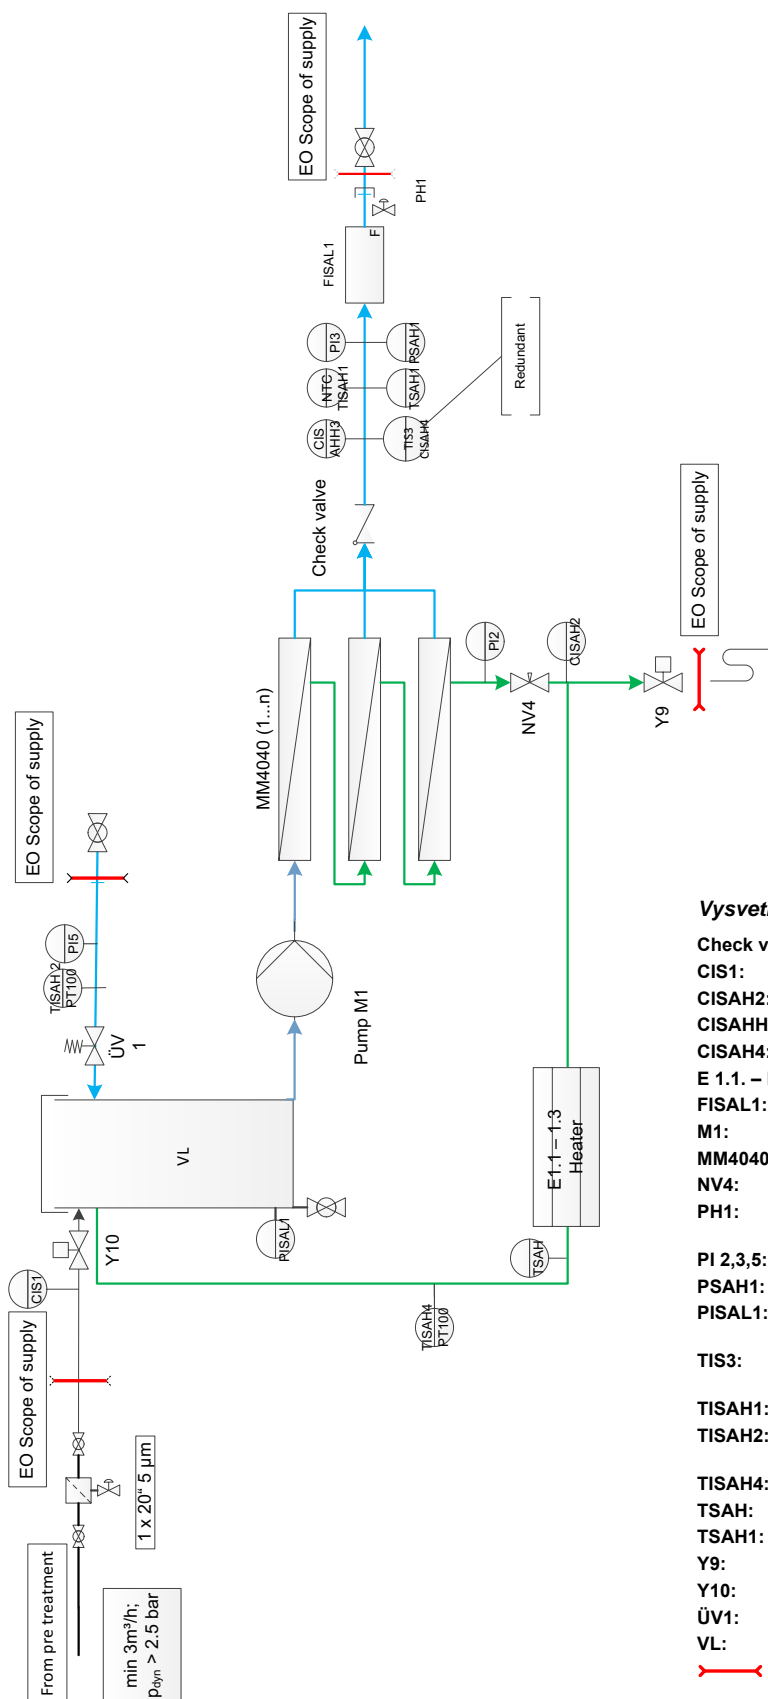 EO Scope of supply
PH1
FISAL1
F
PI3
PSAH1
NTC
TISAH1
TSAH1
CIS
AHH3
TIS3
CISAH4
Redundant
Check valve
EO Scope of supply
MM4040 (1...n)
PI2
CISAH2
NV4
Y9
EO Scope of supply
PI5
TISAH 2
PT100
ÜV
1
Pump M1
VL
E1.1 – 1.3
Heater
PISAL1
Y10
TSAH
CIS1
TISAH4
PT100
EO Scope of supply
1 x 20“ 5 µm
From pre treatment
min 3m³/h;
pdyn > 2.5 bar
Check v
CIS1:
CISAH2:
CISAHH
CISAH4:
E 1.1. –
FISAL1:
M1:
MM4040
NV4:
PH1:
PI 2,3,5:
PSAH1:
PISAL1:
TIS3:
TISAH1:
TISAH2:
TISAH4:
TSAH:
TSAH1:
Y9:
Y10:
ÜV1:
VL: